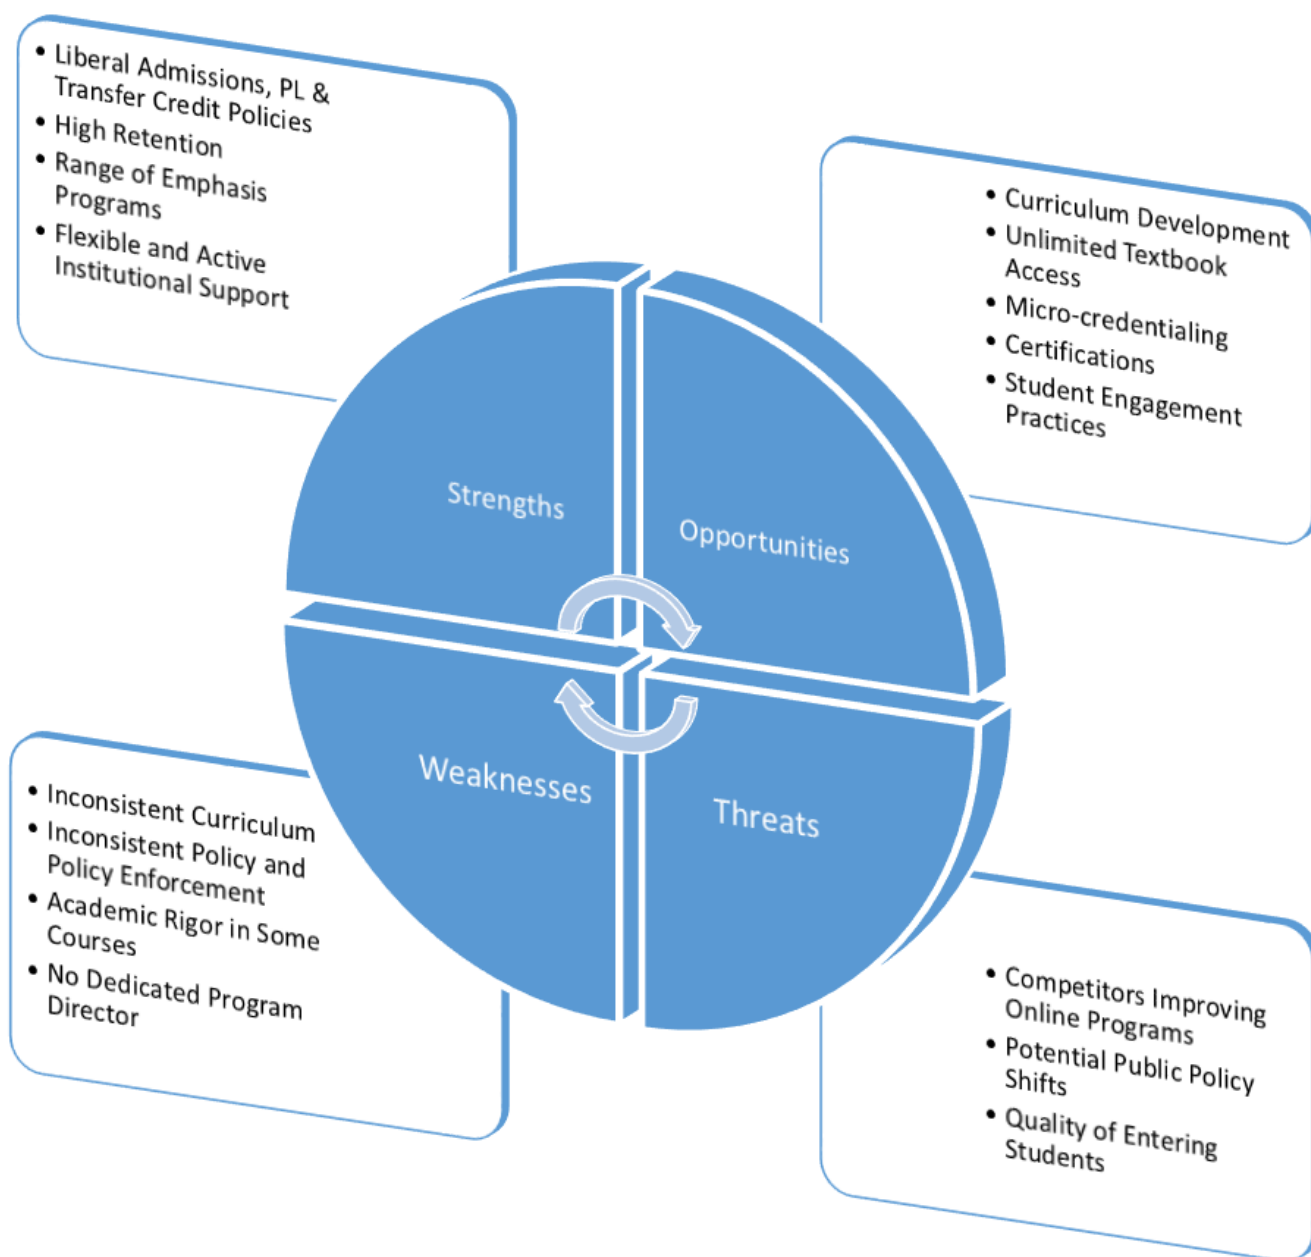 • Liberal Admissions, PL &
Transfer Credit Policies
• High Retention
• Range of Emphasis
Programs
• Flexible and Active
Institutional Support
• Curriculum Development
• Unlimited Textbook
Access
• Micro-credentialing
• Certifications
• Student Engagement
Practices
Strengths
Opportunities
Weaknesses
Threats
• Inconsistent Curriculum
• Inconsistent Policy and
Policy Enforcement
• Academic Rigor in Some
Courses
• No Dedicated Program
Director
• Competitors Improving
Online Programs
• Potential Public Policy
Shifts
• Quality of Entering
Students